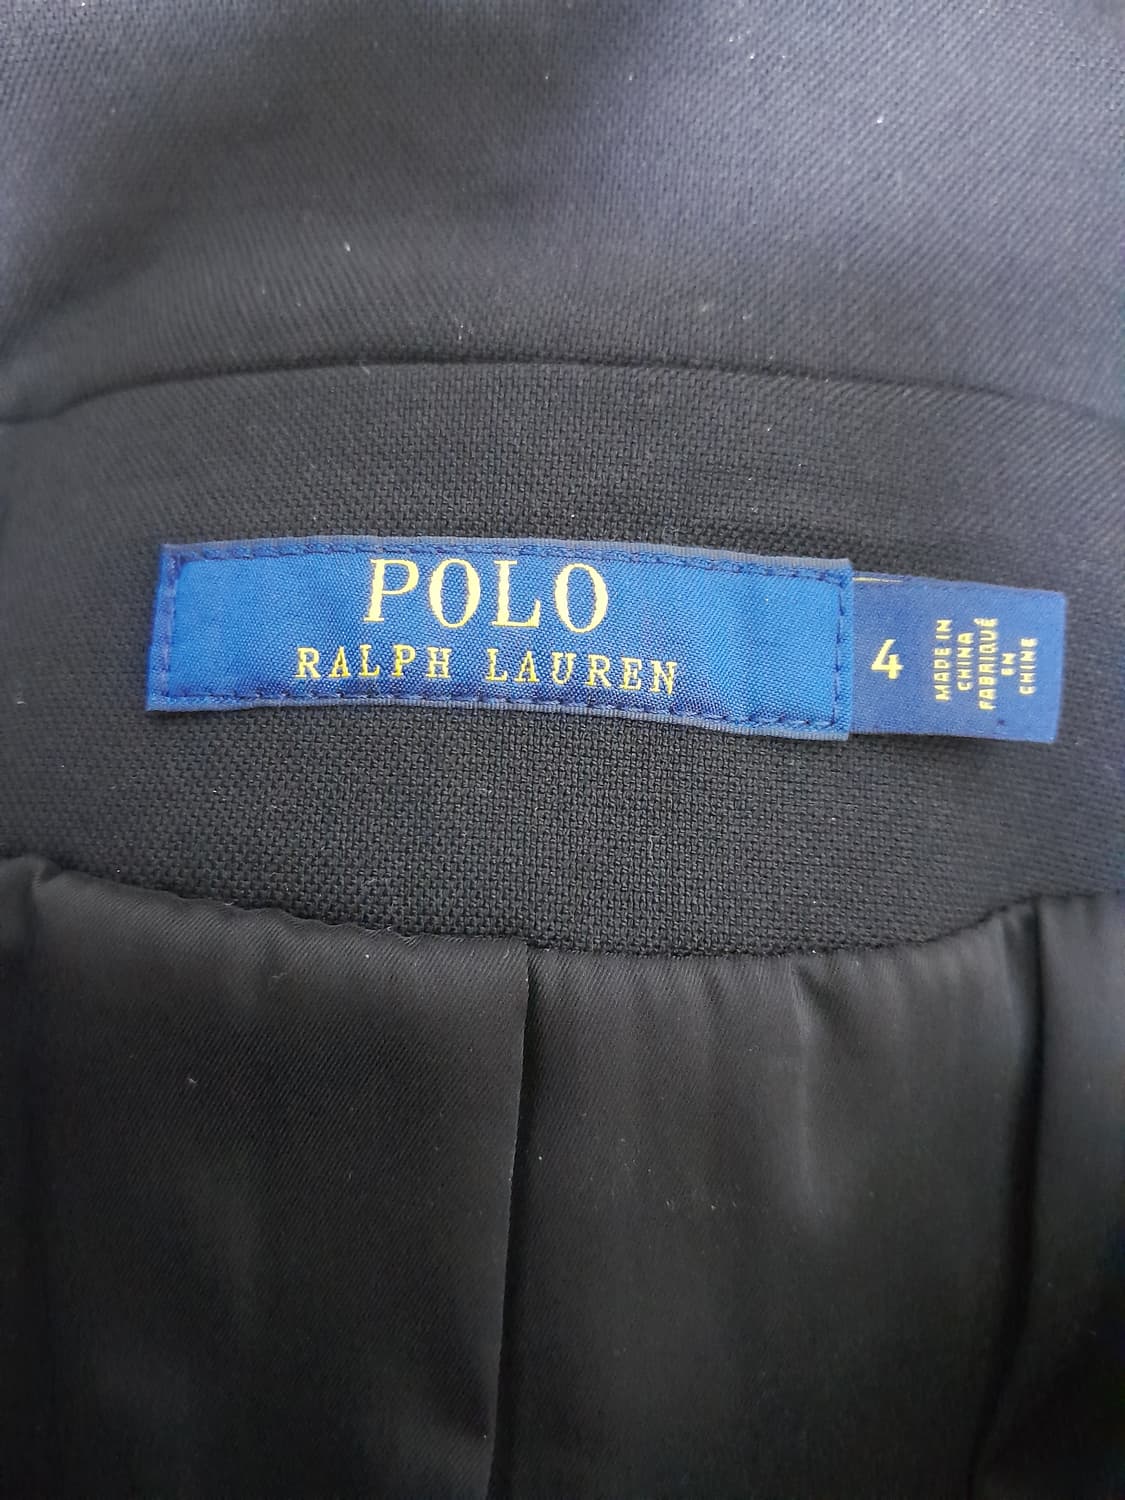 POLO
RALPH LAUREN
4
MADE IN
CHINA
FABRIQUÉ
EN
CHINE